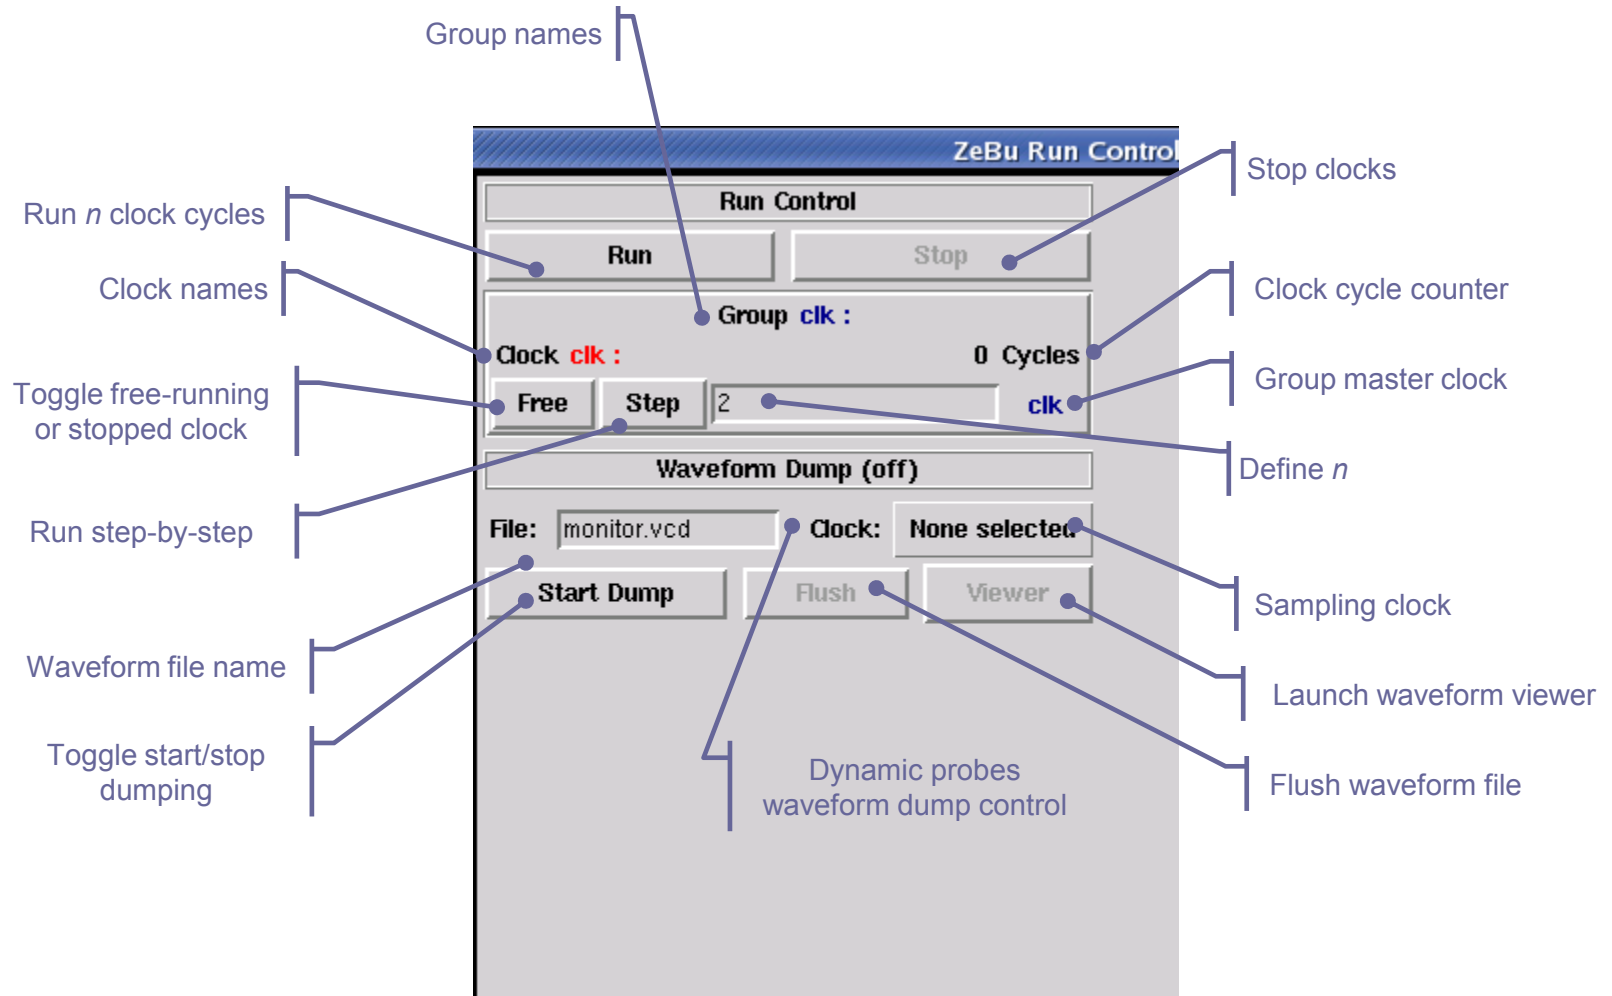 Group names
ZeBu Run Control
Stop clocks
Run Control
Run n clock cycles
Run
Stop
Clock names
Clock cycle counter
Group clk :
Clock clk :
0 Cycles
Group master clock
Toggle free-running
or stopped clock
Free
Step
2
clk
Define n
Waveform Dump (off)
Run step-by-step
File:
monitor.vcd
Clock:
None selected
Start Dump
Flush
Viewer
Sampling clock
Waveform file name
Launch waveform viewer
Toggle start/stop
dumping
Dynamic probes
waveform dump control
Flush waveform file